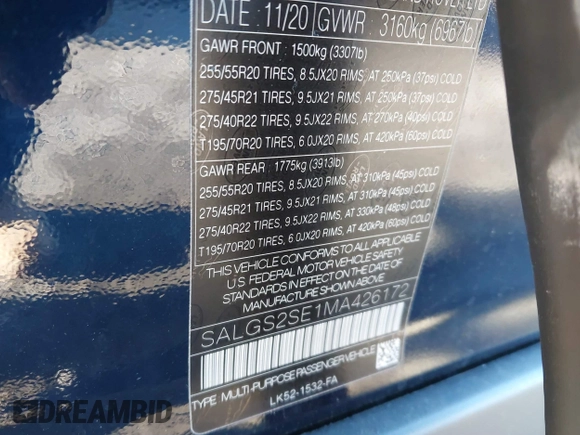 DATE: 11/20 GVWR 3160kg (6967lb)
GAWR FRONT: 1500kg (3307lb)
255/55R20 TIRES, 8.5JX20 RIMS, AT 250kPa (37psi) COLD
275/45R21 TIRES, 9.5JX21 RIMS, AT 250kPa (37psi) COLD
275/40R22 TIRES, 9.5JX22 RIMS, AT 270kPa (40psi) COLD
T195/70R20 TIRES, 6.0JX20 RIMS, AT 420kPa (60psi) COLD
GAWR REAR: 1775kg (3913lb)
255/55R20 TIRES, 8.5JX20 RIMS, AT 310kPa (45psi) COLD
275/45R21 TIRES, 9.5JX21 RIMS, AT 310kPa (45psi) COLD
275/40R22 TIRES, 9.5JX22 RIMS, AT 330kPa (48psi) COLD
T195/70R20 TIRES, 6.0JX20 RIMS, AT 420kPa (60psi) COLD
THIS VEHICLE CONFORMS TO ALL APPLICABLE
U.S. FEDERAL MOTOR VEHICLE SAFETY
STANDARDS IN EFFECT ON THE DATE OF
MANUFACTURE SHOWN ABOVE.
SALGS2SE1MA426172
TYPE: MULTI-PURPOSE PASSENGER VEHICLE
LK52-1532-FA
DREAMBID